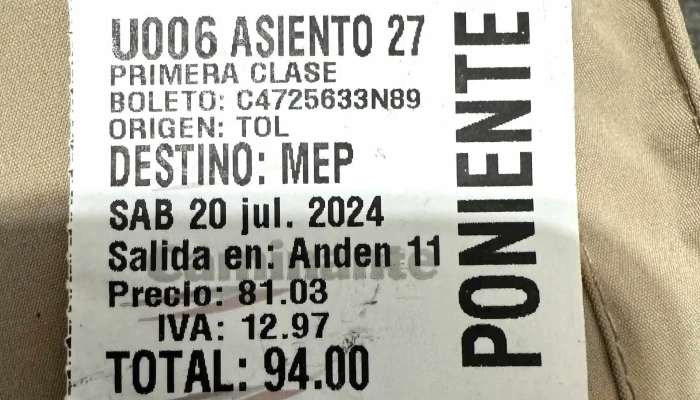 U006 ASIENTO 27
PRIMERA CLASE
BOLETO: C4725633N89
ORIGEN: TOL
DESTINO: MEP
SAB 20 jul. 2024
Salida en: Anden 11
Caminante
Precio: 81.03
IVA: 12.97
TOTAL: 94.00
PONIENTE